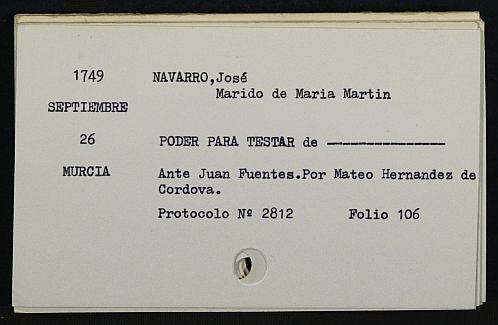 1749 NAVARRO,José
Marido de Maria Martin
SEPTIEMBRE
26 PODER PARA TESTAR de ---------------
MURCIA Ante Juan Fuentes.Por Mateo Hernandez de
Cordova.
Protocolo Nº 2812 Folio 106